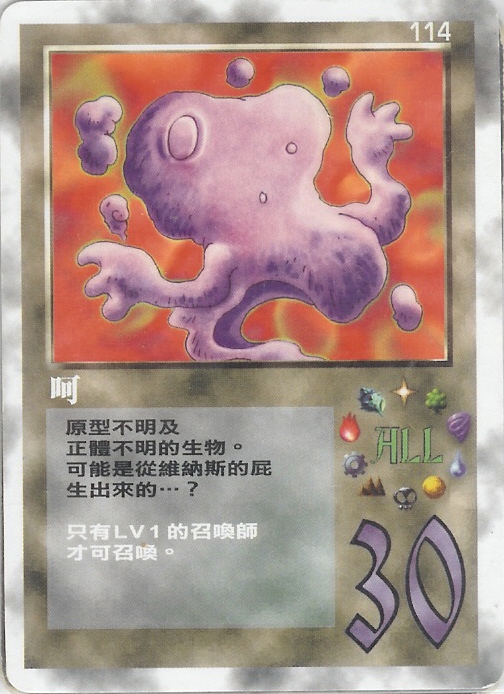 114
呵
原型不明及
正體不明的生物。
可能是從維納斯的屁
生出來的…？
只有LV1的召喚師
才可召喚。
ALL
30